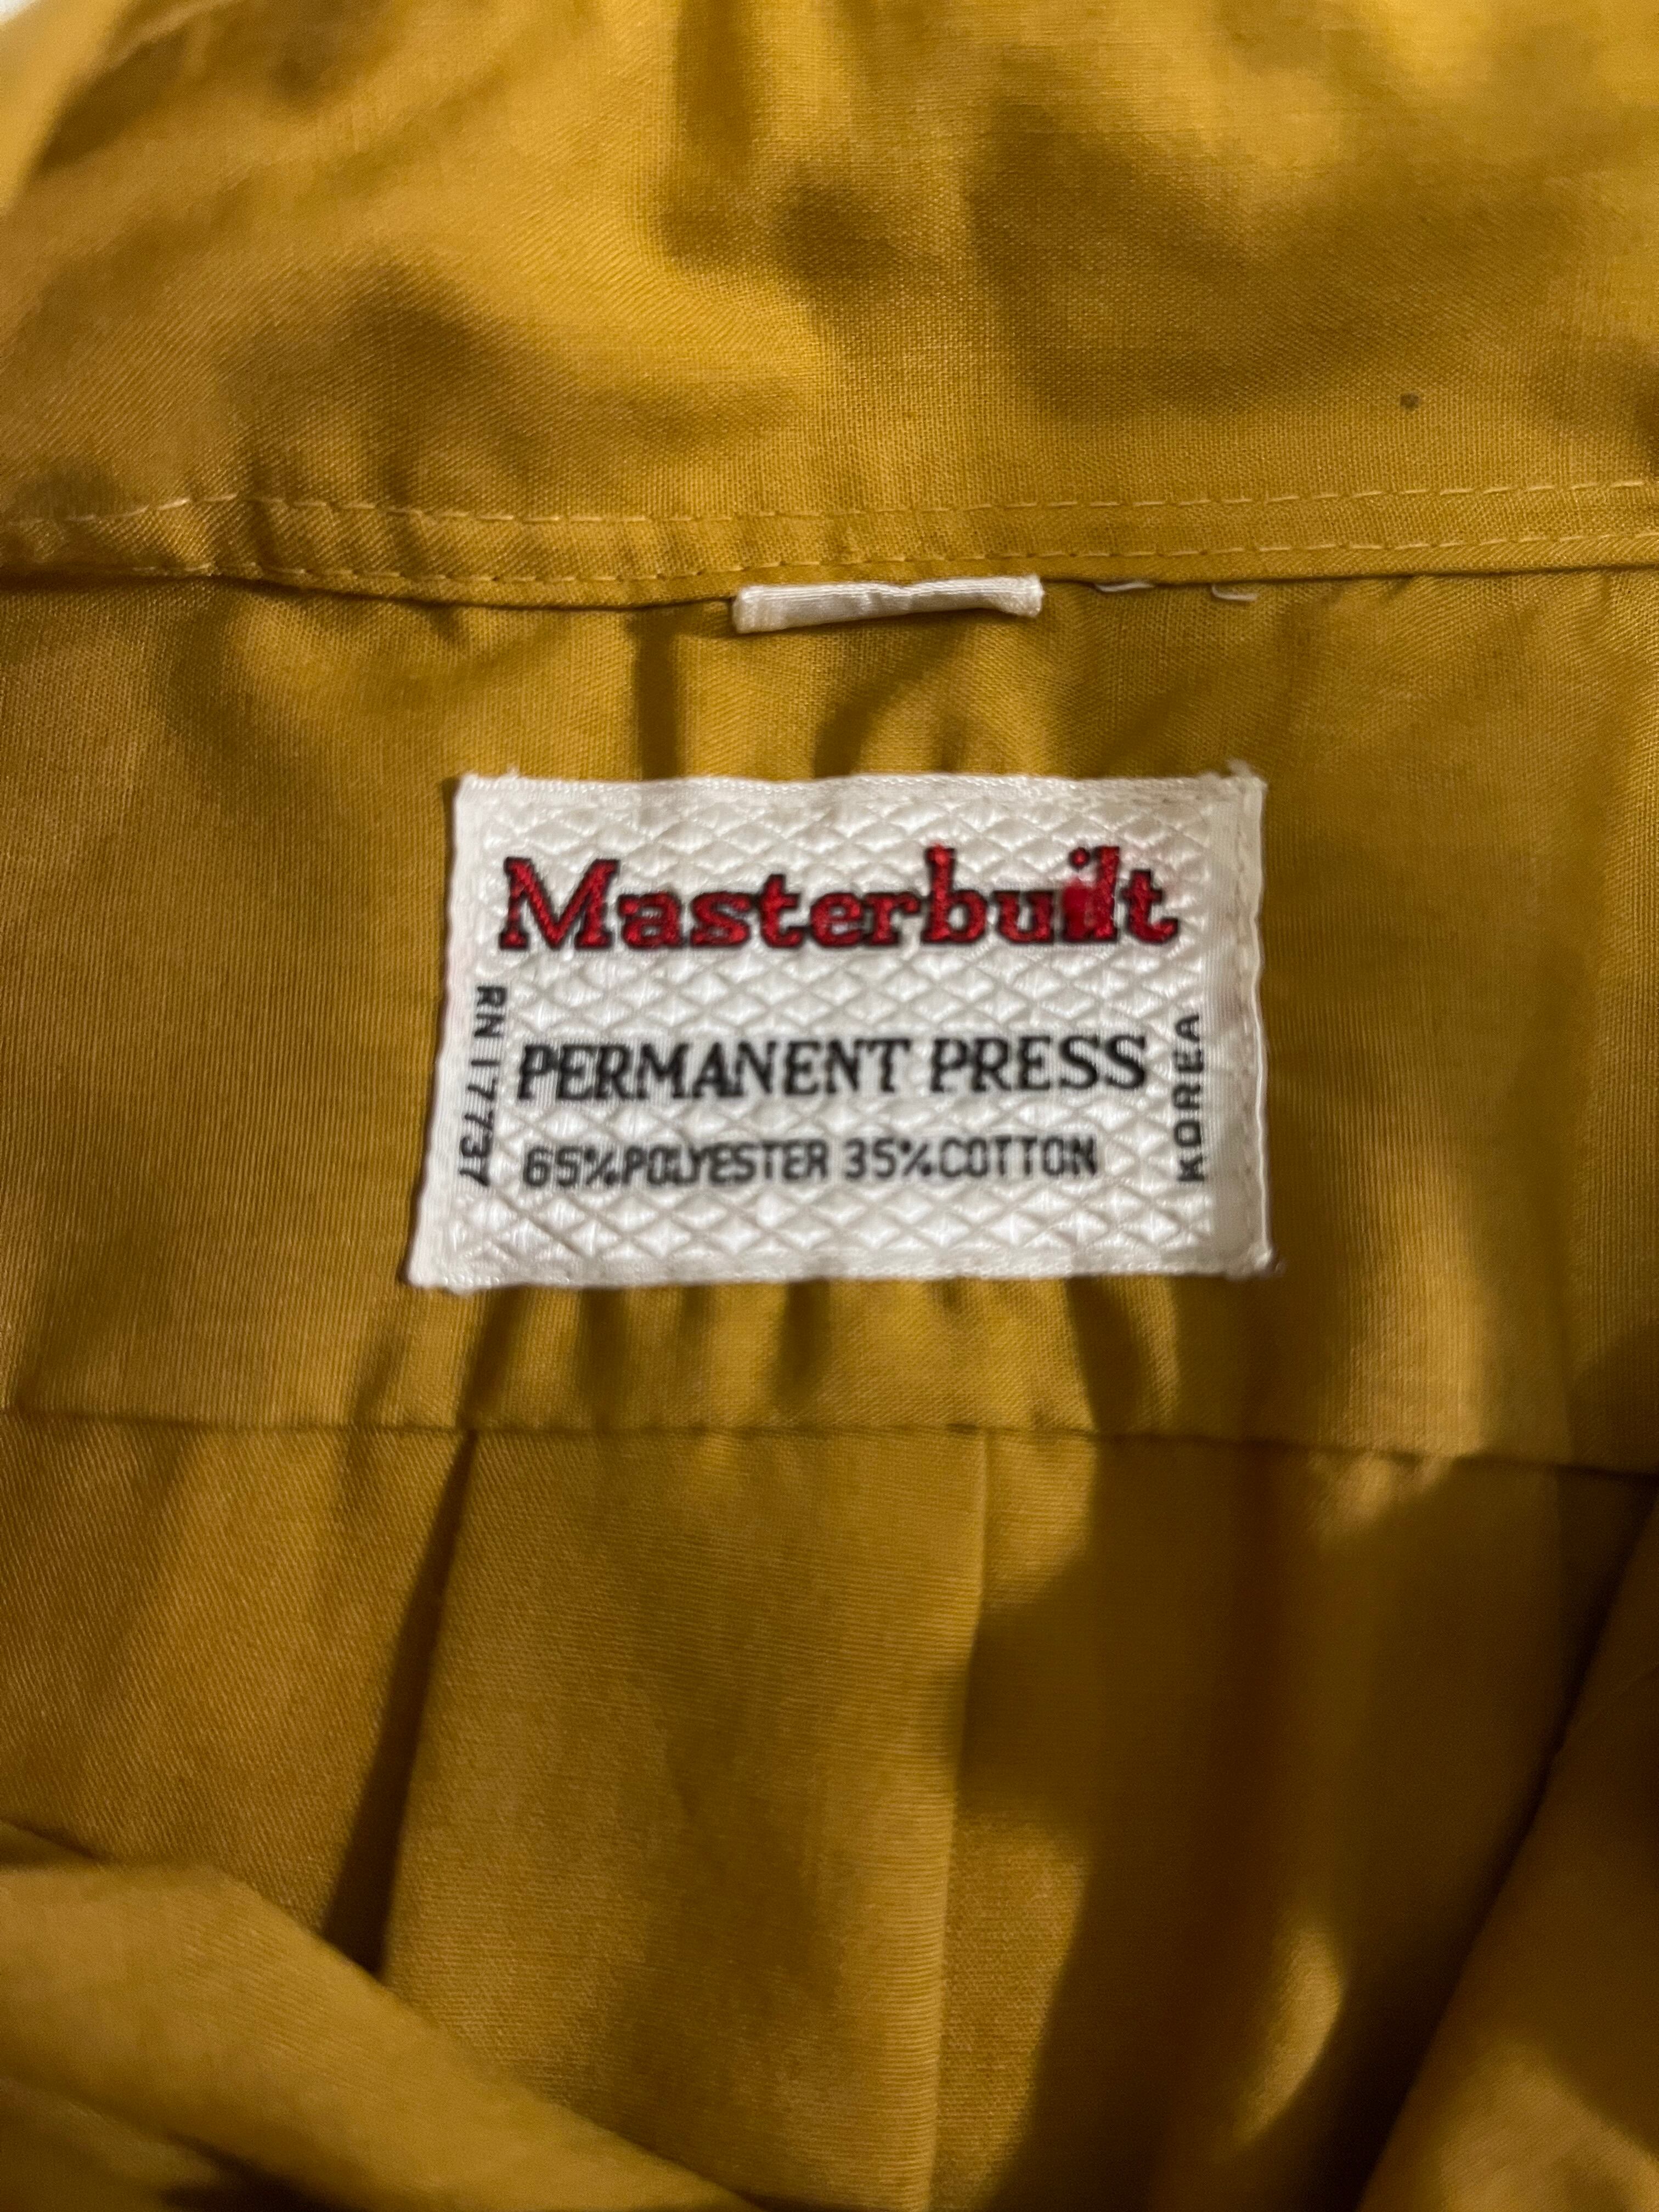 Masterbuilt
RN 17737
PERMANENT PRESS
65%POLYESTER 35%COTTON
KOREA